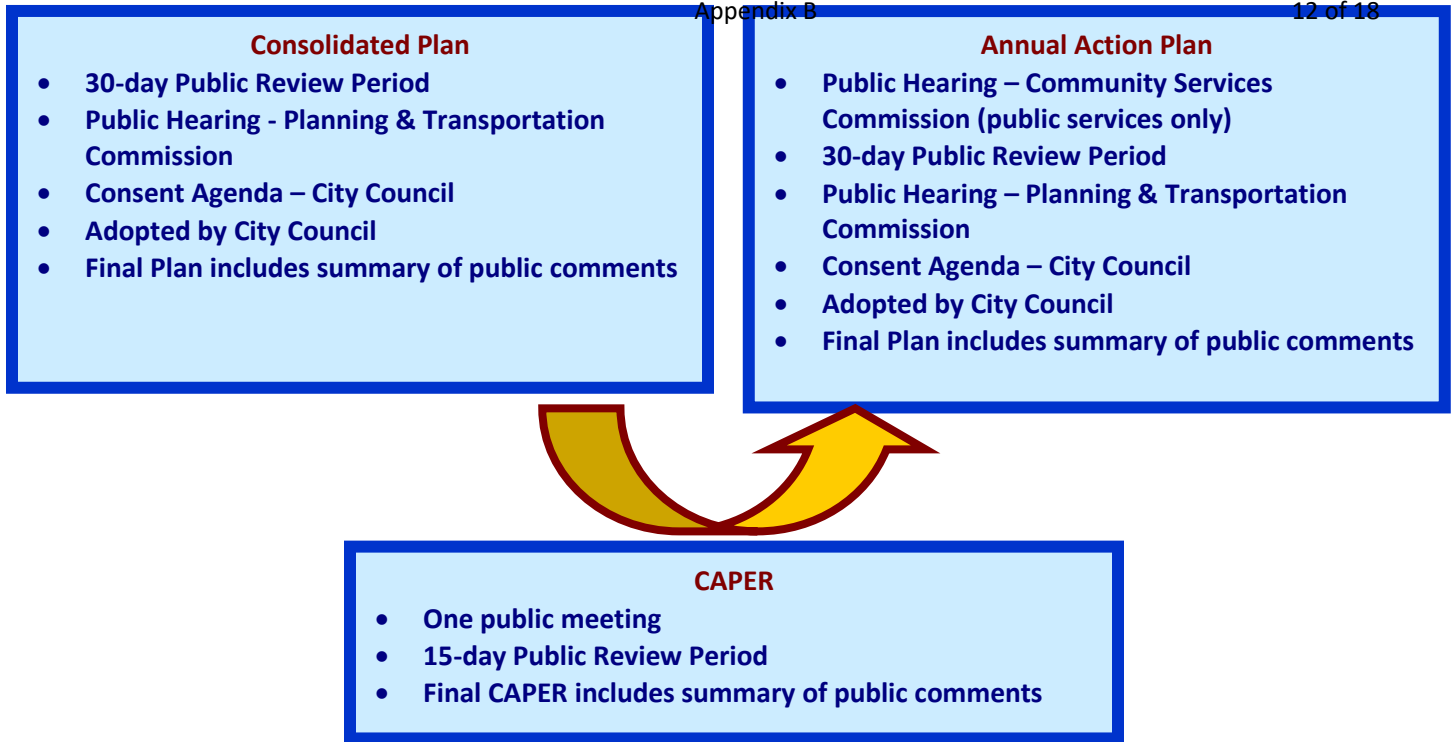 Appendix B 12 of 18
Consolidated Plan
• 30-day Public Review Period
• Public Hearing - Planning & Transportation
Commission
• Consent Agenda – City Council
• Adopted by City Council
• Final Plan includes summary of public comments
Annual Action Plan
• Public Hearing – Community Services
Commission (public services only)
• 30-day Public Review Period
• Public Hearing – Planning & Transportation
Commission
• Consent Agenda – City Council
• Adopted by City Council
• Final Plan includes summary of public comments
CAPER
• One public meeting
• 15-day Public Review Period
• Final CAPER includes summary of public comments